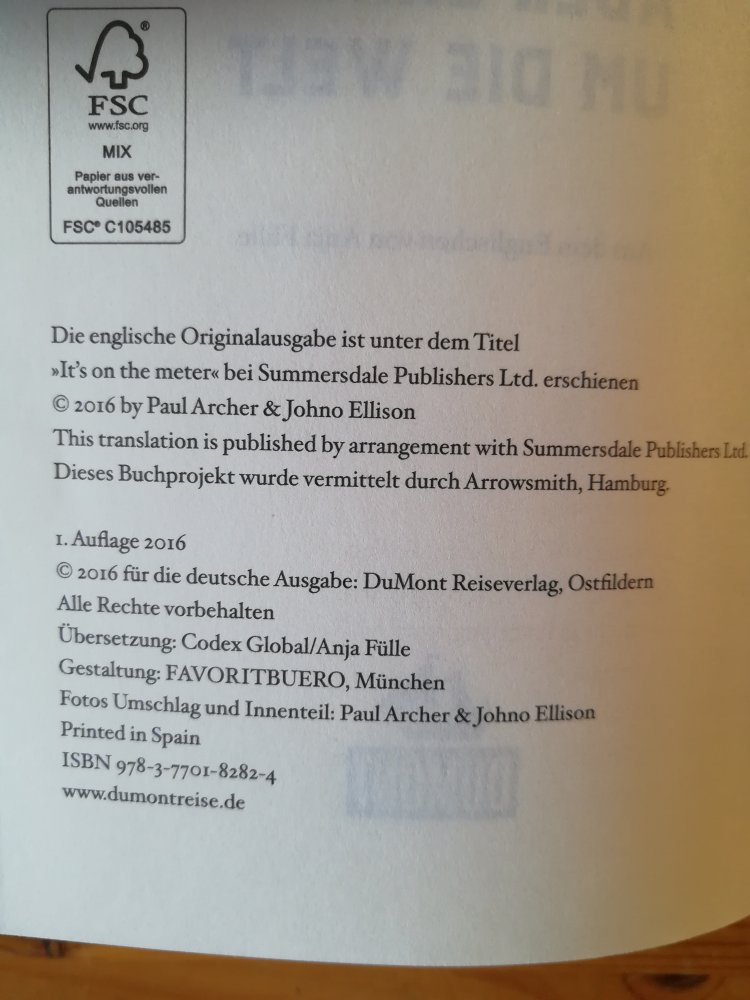 FSC®
www.fsc.org
MIX
Papier aus ver-
antwortungsvollen
Quellen
FSC® C105485
UM DIE WELT
Die englische Originalausgabe ist unter dem Titel
»It's on the meter« bei Summersdale Publishers Ltd. erschienen
© 2016 by Paul Archer & Johno Ellison
This translation is published by arrangement with Summersdale Publishers Ltd.
Dieses Buchprojekt wurde vermittelt durch Arrowsmith, Hamburg.
1. Auflage 2016
© 2016 für die deutsche Ausgabe: DuMont Reiseverlag, Ostfildern
Alle Rechte vorbehalten
Übersetzung: Codex Global/Anja Fülle
Gestaltung: FAVORITBUERO, München
Fotos Umschlag und Innenteil: Paul Archer & Johno Ellison
Printed in Spain
ISBN 978-3-7701-8282-4
www.dumontreise.de
DUMONT